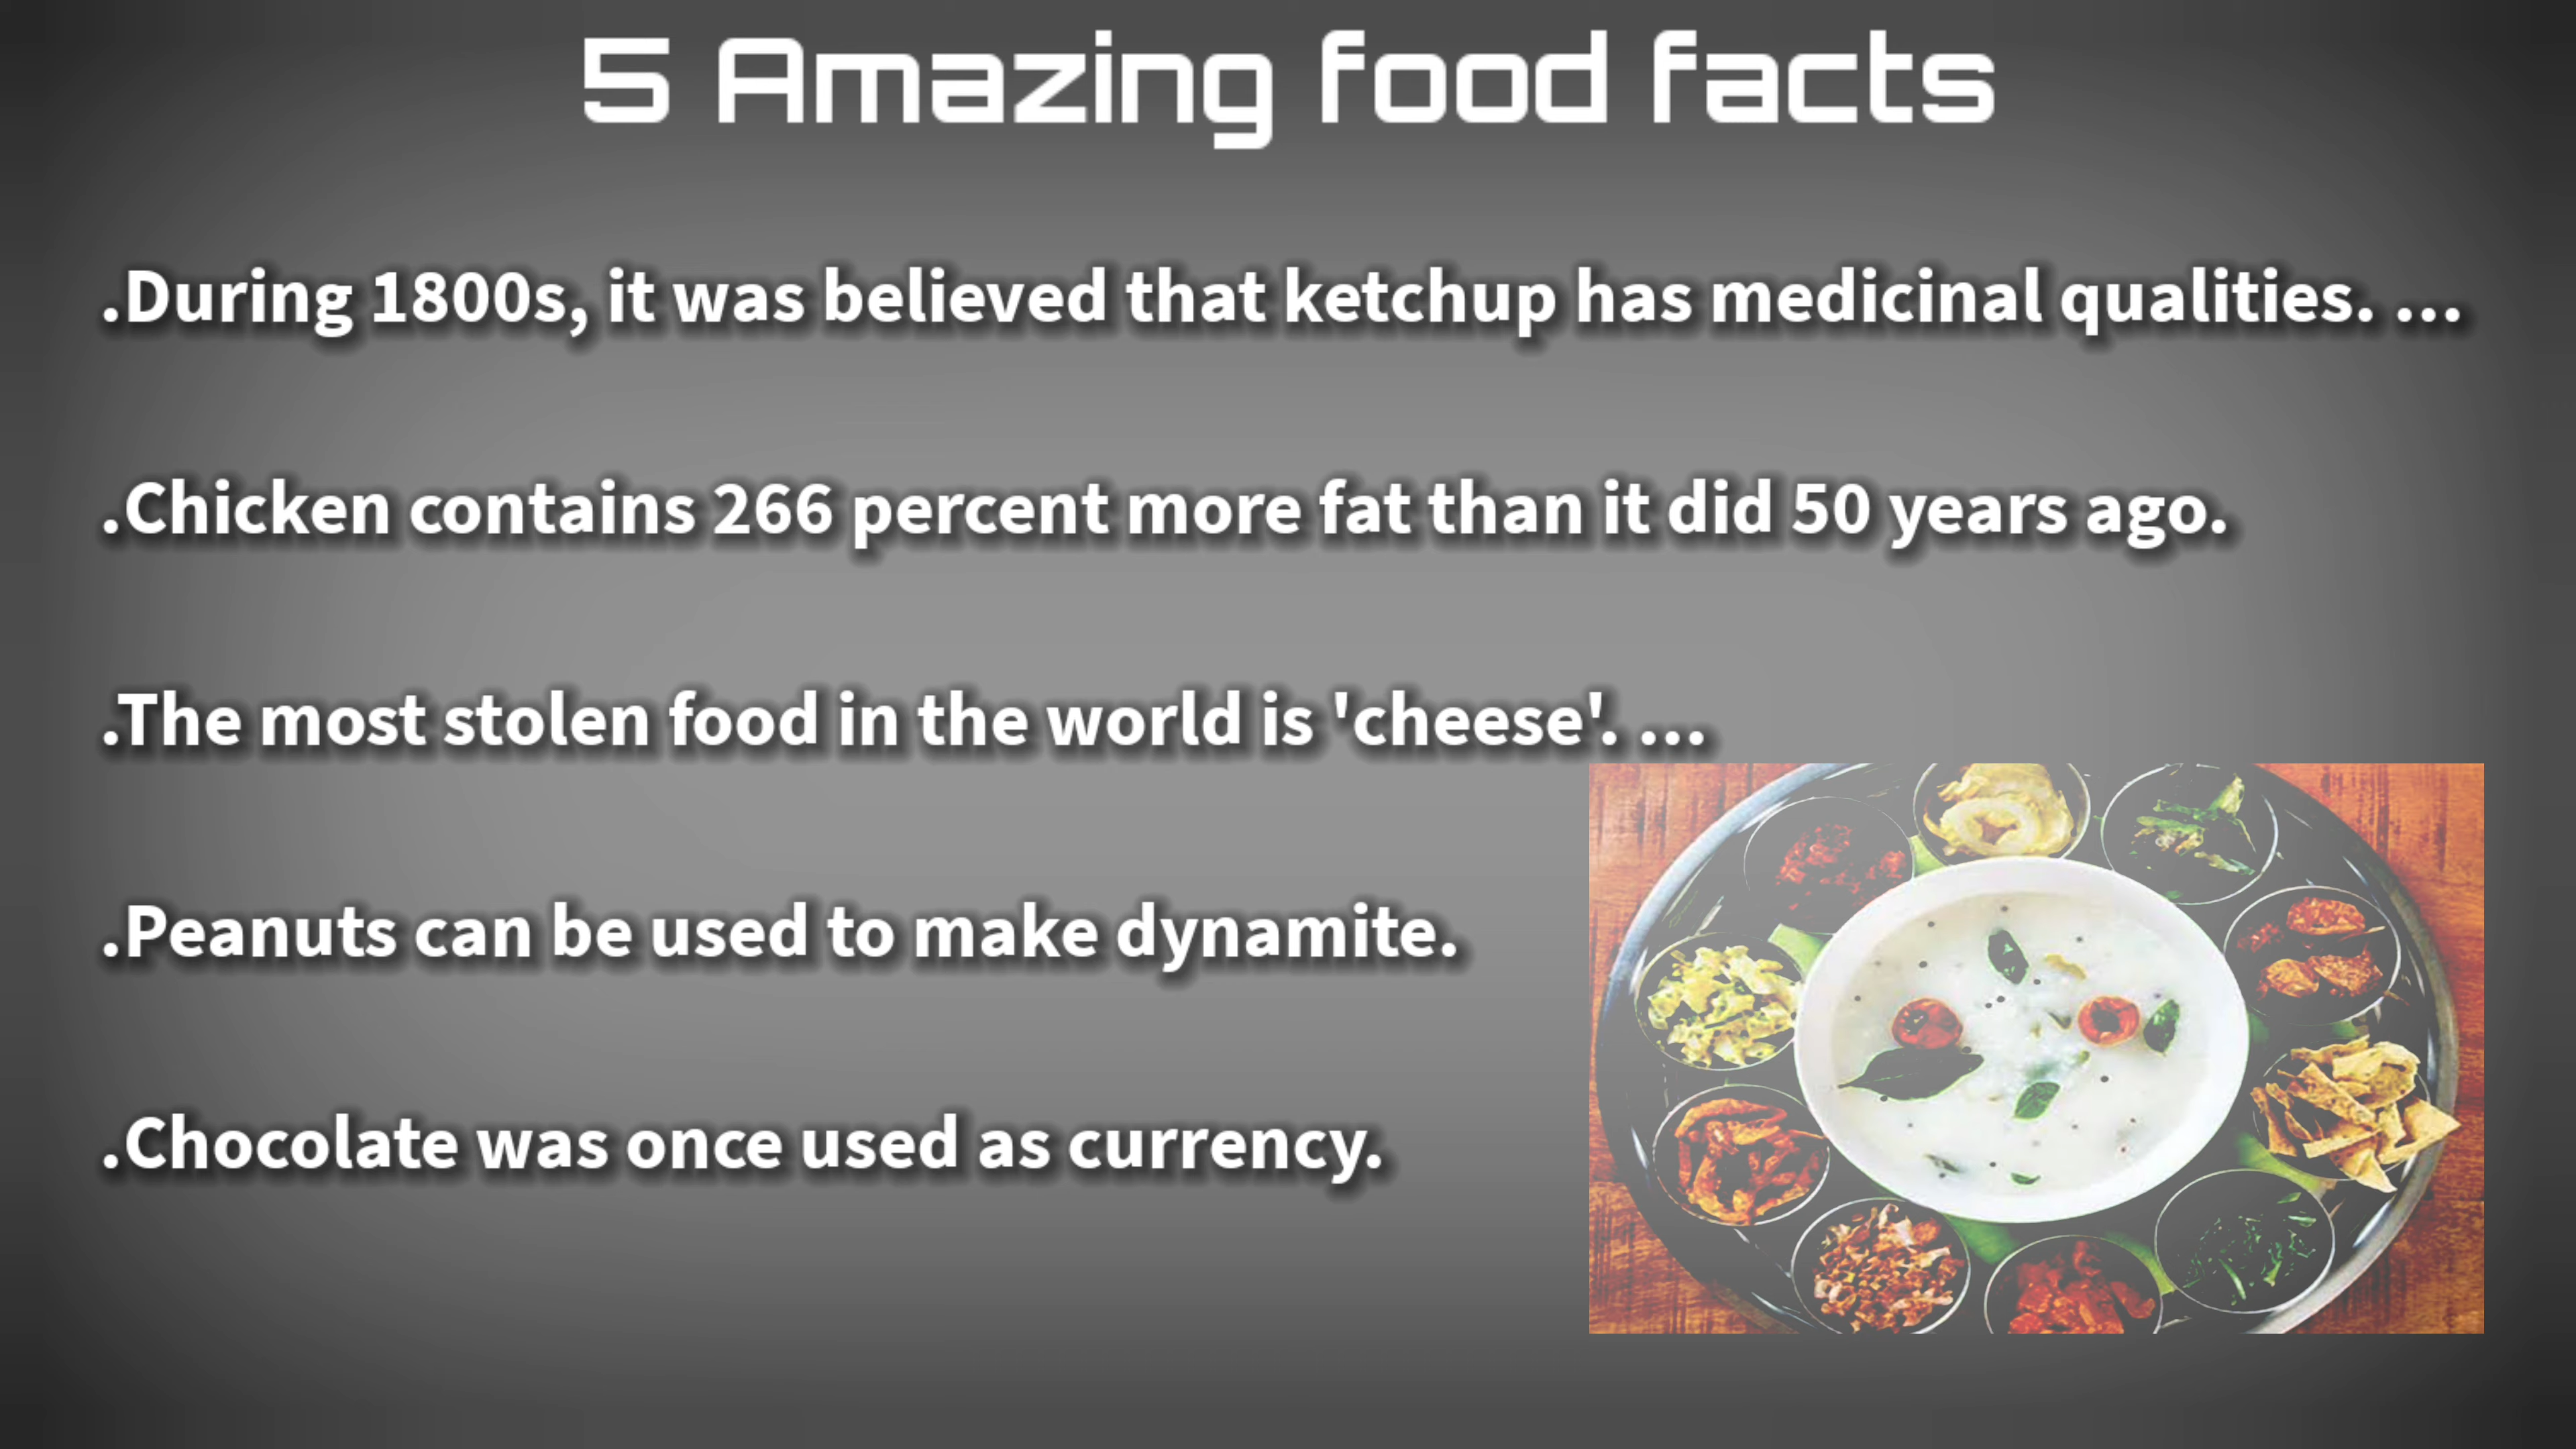 5 Amazing food facts
.During 1800s, it was believed that ketchup has medicinal qualities. ...
.Chicken contains 266 percent more fat than it did 50 years ago.
.The most stolen food in the world is 'cheese'. ...
.Peanuts can be used to make dynamite.
.Chocolate was once used as currency.